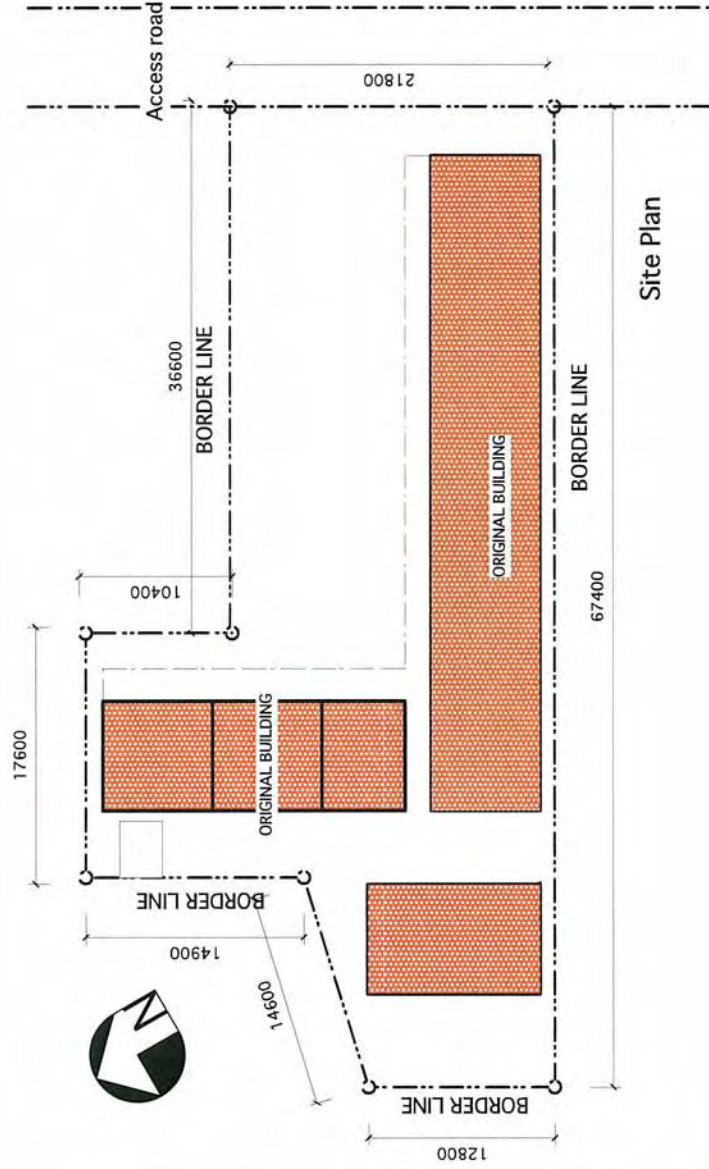 Access road
21800
36600
BORDER LINE
10400
17600
ORIGINAL BUILDING
BORDER LINE
14900
14600
N
ORIGINAL BUILDING
BORDER LINE
67400
Site Plan
BORDER LINE
12800